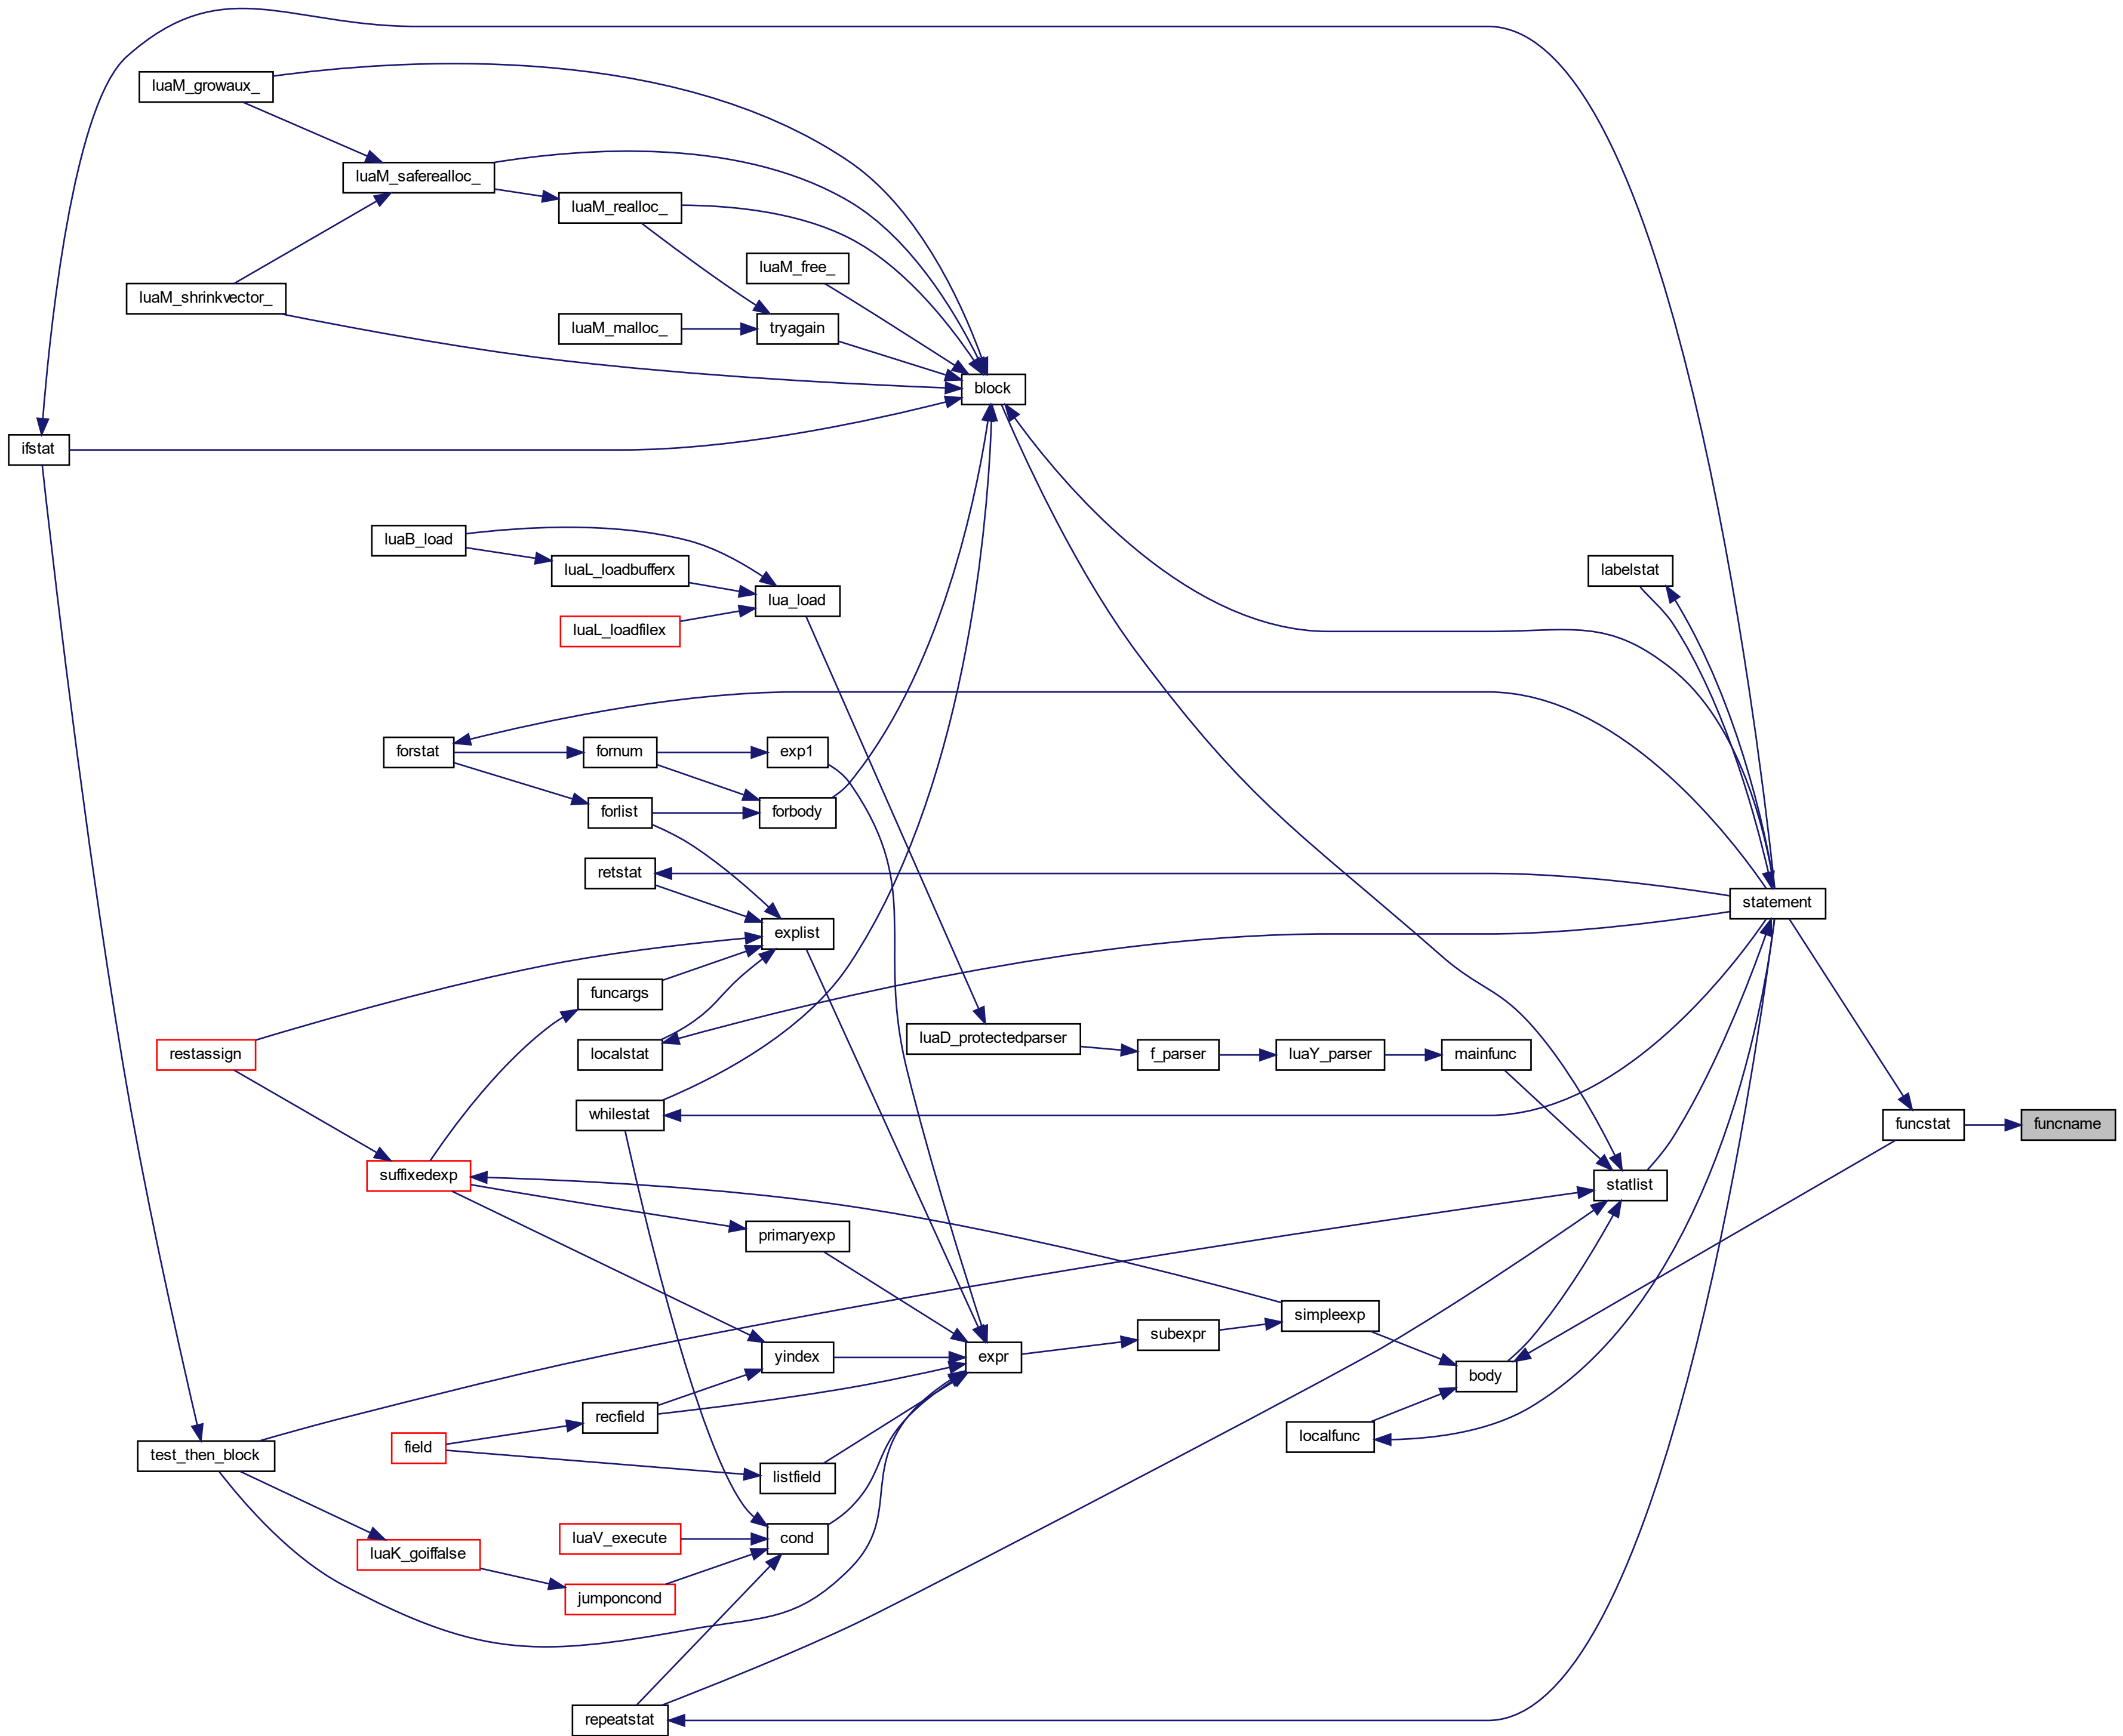 luaM_growaux_
luaM_saferealloc_
luaM_realloc_
luaM_free_
luaM_shrinkvector_
luaM_malloc_
tryagain
block
ifstat
luaB_load
luaL_loadbufferx
labelstat
lua_load
luaL_loadfilex
forstat
fornum
exp1
forlist
forbody
retstat
statement
explist
funcargs
luaD_protectedparser
restassign
localstat
f_parser
luaY_parser
mainfunc
whilestat
funcstat
funcname
suffixedexp
statlist
primaryexp
simpleexp
subexpr
yindex
expr
body
recfield
localfunc
field
test_then_block
listfield
luaV_execute
cond
luaK_goiffalse
jumponcond
repeatstat